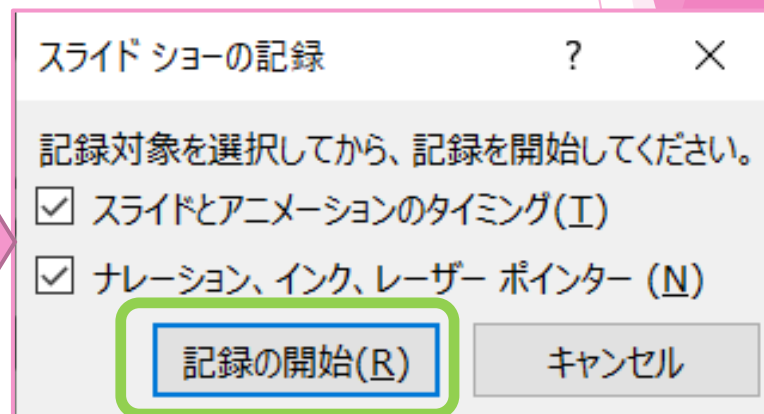 スライド ショーの記録 ?
記録対象を選択してから、記録を開始してください。
スライドとアニメーションのタイミング(T)
ナレーション、インク、レーザー ポインター (N)
記録の開始(R) キャンセル